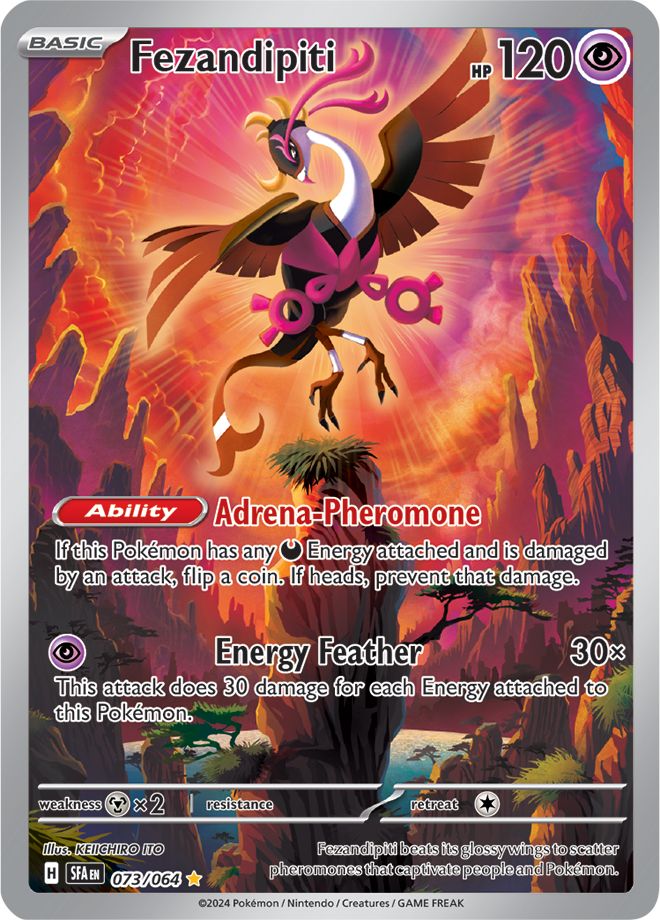 BASIC
Fezandipiti
HP 120
Ability Adrena-Pheromone
If this Pokémon has any Energy attached and is damaged
by an attack, flip a coin. If heads, prevent that damage.
Energy Feather 30×
This attack does 30 damage for each Energy attached to
this Pokémon.
weakness ×2 resistance retreat
Illus. KEIICHIRO ITO
Fezandipiti beats its glossy wings to scatter
pheromones that captivate people and Pokémon.
H SFA EN 073/064
©2024 Pokémon / Nintendo / Creatures / GAME FREAK